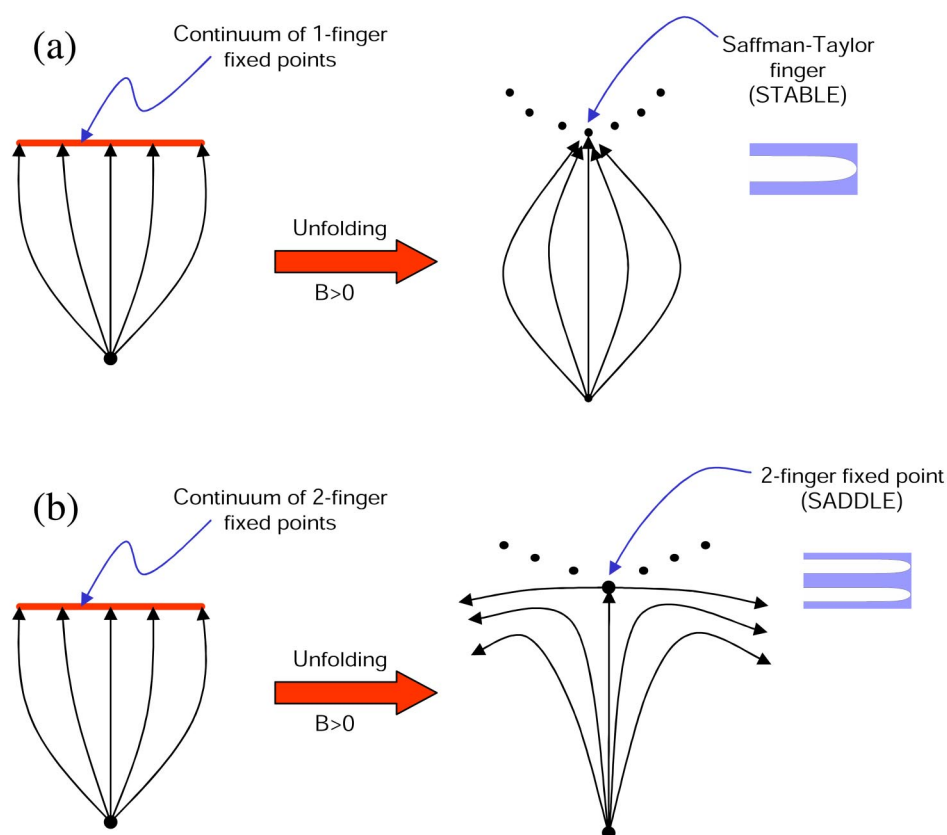 (a)
Continuum of 1-finger
fixed points
Saffman-Taylor
finger
(STABLE)
Unfolding
B>0
(b)
Continuum of 2-finger
fixed points
2-finger fixed point
(SADDLE)
Unfolding
B>0